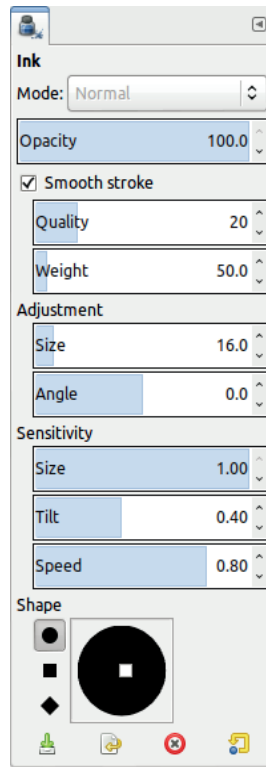 Ink
Mode: Normal
Opacity 100.0
Smooth stroke
Quality 20
Weight 50.0
Adjustment
Size 16.0
Angle 0.0
Sensitivity
Size 1.00
Tilt 0.40
Speed 0.80
Shape